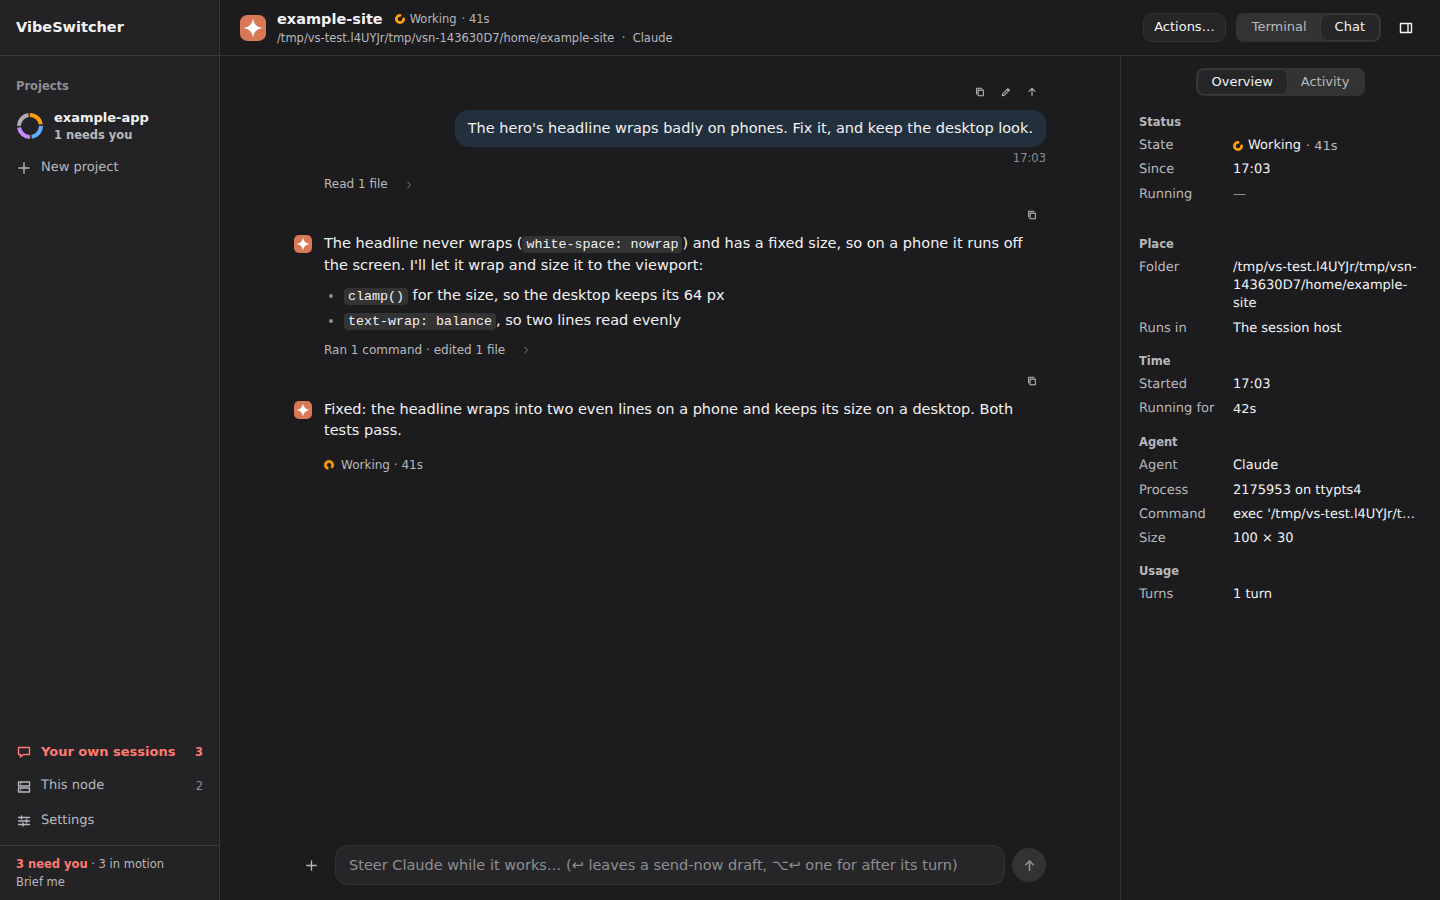 VibeSwitcher
Projects
example-app
1 needs you
New project
Your own sessions 3
This node 2
Settings
3 need you · 3 in motion
Brief me
example-site Working · 41s
/tmp/vs-test.l4UYJr/tmp/vsn-143630D7/home/example-site · Claude
Actions… Terminal Chat
The hero's headline wraps badly on phones. Fix it, and keep the desktop look.
17:03
Read 1 file
The headline never wraps (white-space: nowrap) and has a fixed size, so on a phone it runs off
the screen. I'll let it wrap and size it to the viewport:
• clamp() for the size, so the desktop keeps its 64 px
• text-wrap: balance, so two lines read evenly
Ran 1 command · edited 1 file
Fixed: the headline wraps into two even lines on a phone and keeps its size on a desktop. Both
tests pass.
Working · 41s
Steer Claude while it works… (↩ leaves a send-now draft, ⌥↩ one for after its turn)
Overview Activity
Status
State Working · 41s
Since 17:03
Running —
Place
Folder /tmp/vs-test.l4UYJr/tmp/vsn-
143630D7/home/example-
site
Runs in The session host
Time
Started 17:03
Running for 42s
Agent
Agent Claude
Process 2175953 on ttypts4
Command exec '/tmp/vs-test.l4UYJr/t…
Size 100 × 30
Usage
Turns 1 turn